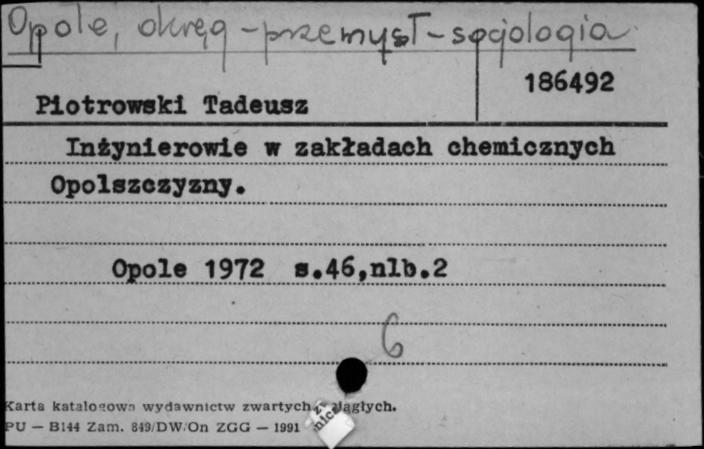 Opole, okręg - przemysł - socjologia
186492
Piotrowski Tadeusz
Inżynierowie w zakładach chemicznych
Opolszczyzny.
Opole 1972 s.46,nlb.2
6
Karta katalogowa wydawnictw zwartych ciągłych.
PU — B144 Zam. 849/DW/On ZGG — 1991